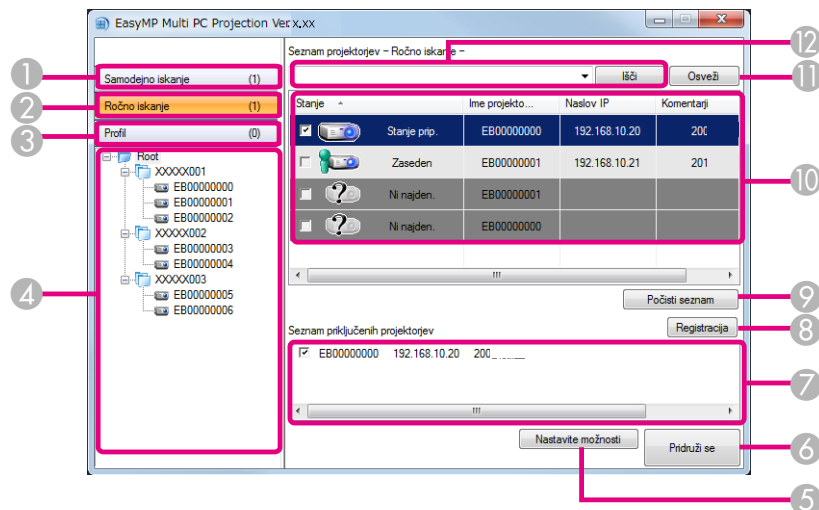 EasyMP Multi PC Projection Ver.x.xx
Seznam projektorjev – Ročno iskanje –
12
1
Samodejno iskanje (1)
Išči
Osveži
11
2
Ročno iskanje (1)
Stanje
Ime projekto...
Naslov IP
Komentarji
3
Profil (0)
Stanje prip. EB00000000 192.168.10.20 200
Zaseden EB00000001 192.168.10.21 201
Ni najden. EB00000001
Ni najden. EB00000000
10
Root
XXXXX001
EB00000000
EB00000001
EB00000002
XXXXX002
EB00000003
EB00000004
XXXXX003
EB00000005
EB00000006
4
Počisti seznam
9
Registracija
8
Seznam priključenih projektorjev
EB00000000 192.168.10.20 200
7
Nastavite možnosti
Pridruži se
6
5